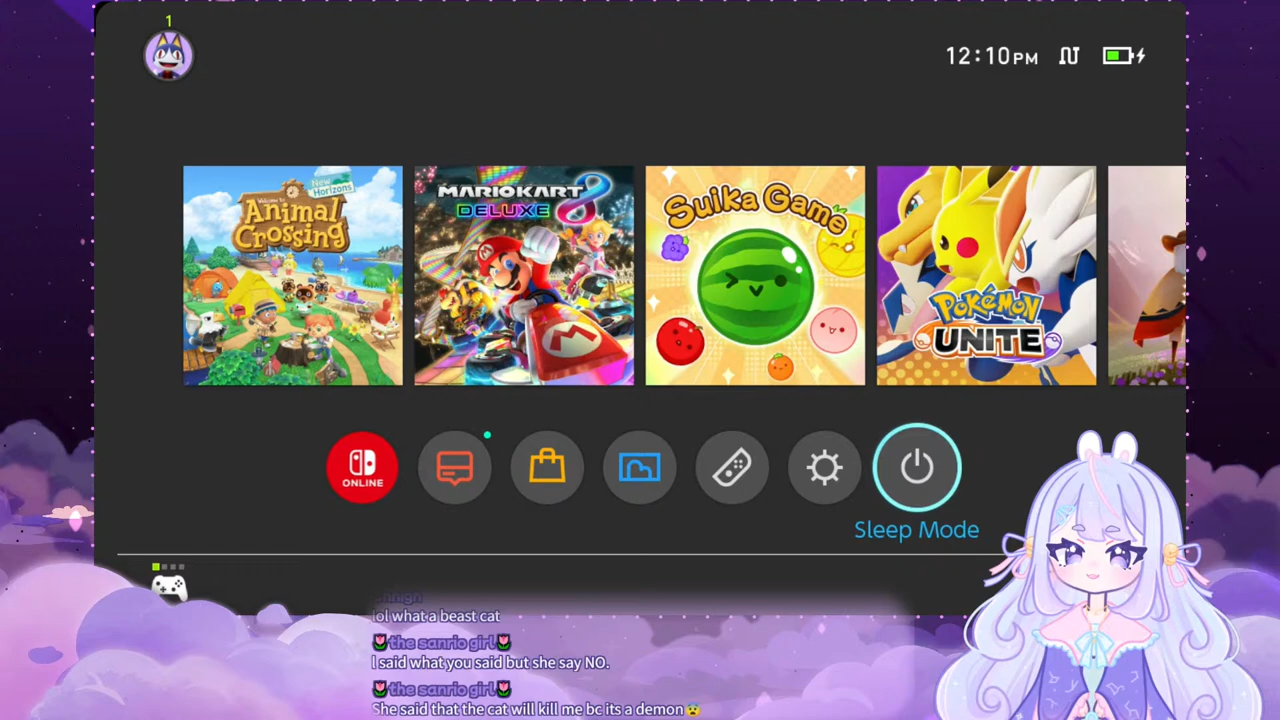 1
12:10PM
New Horizons
Welcome to
Animal Crossing
MARIOKART 8
DELUXE
Suika Game
POKÉMON
UNITE
ONLINE
Sleep Mode
lol what a beast cat
🌷the sanrio girl🌷
I said what you said but she say NO.
🌷the sanrio girl🌷
She said that the cat will kill me bc its a demon😰